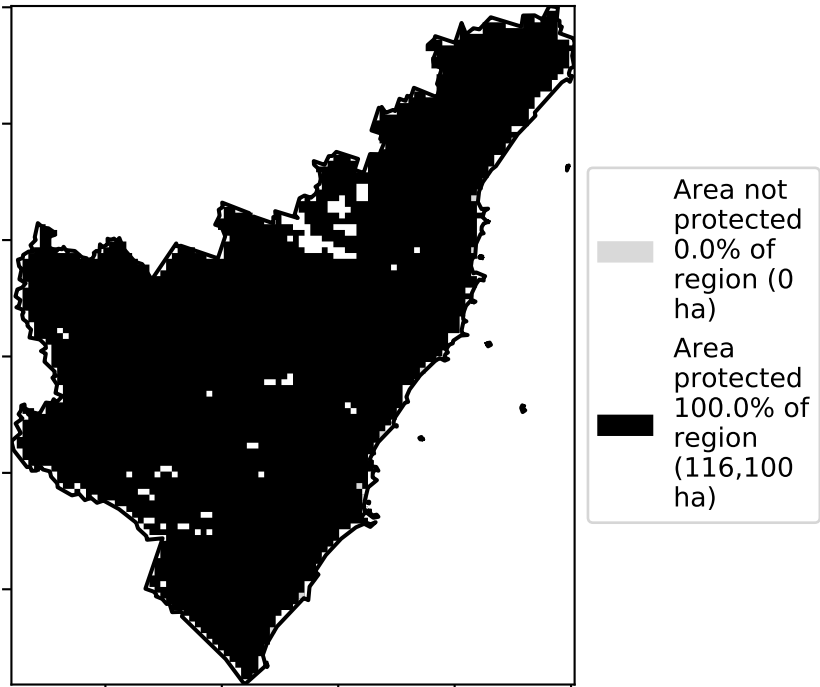 Area not
protected
0.0% of
region (0
ha)
Area
protected
100.0% of
region
(116,100
ha)